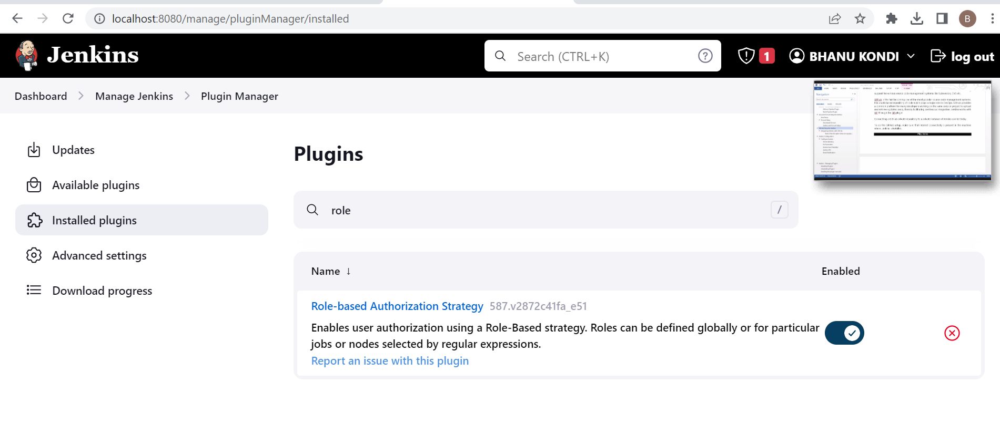 localhost:8080/manage/pluginManager/installed
B
Jenkins
Search (CTRL+K)
?
1
BHANU KONDI
log out
Dashboard
Manage Jenkins
Plugin Manager
Updates
Available plugins
Installed plugins
Advanced settings
Download progress
Plugins
role
/
Name ↓
Enabled
Role-based Authorization Strategy 587.v2872c41fa_e51
Enables user authorization using a Role-Based strategy. Roles can be defined globally or for particular
jobs or nodes selected by regular expressions.
Report an issue with this plugin